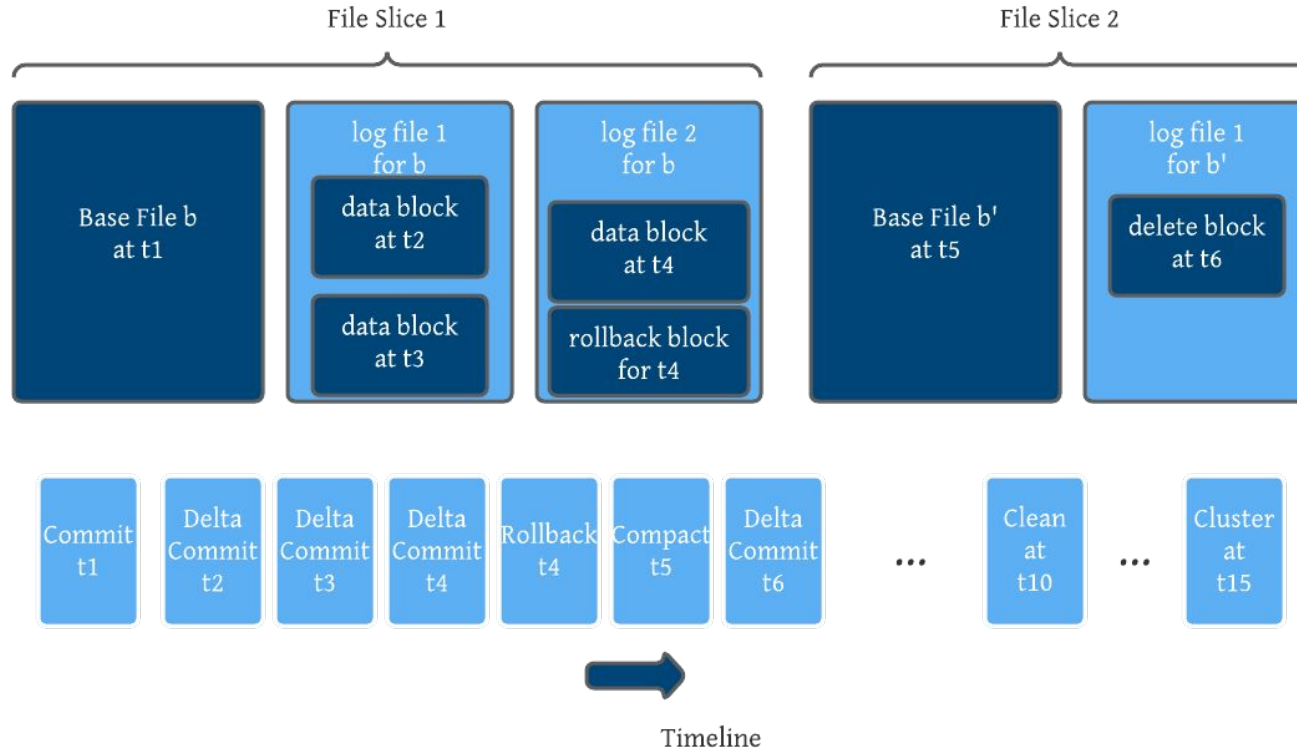 File Slice 1
File Slice 2
Base File b
at t1
log file 1
for b
data block
at t2
data block
at t3
log file 2
for b
data block
at t4
rollback block
for t4
Base File b'
at t5
log file 1
for b'
delete block
at t6
Commit
t1
Delta
Commit
t2
Delta
Commit
t3
Delta
Commit
t4
Rollback
t4
Compact
t5
Delta
Commit
t6
...
Clean
at
t10
...
Cluster
at
t15
Timeline